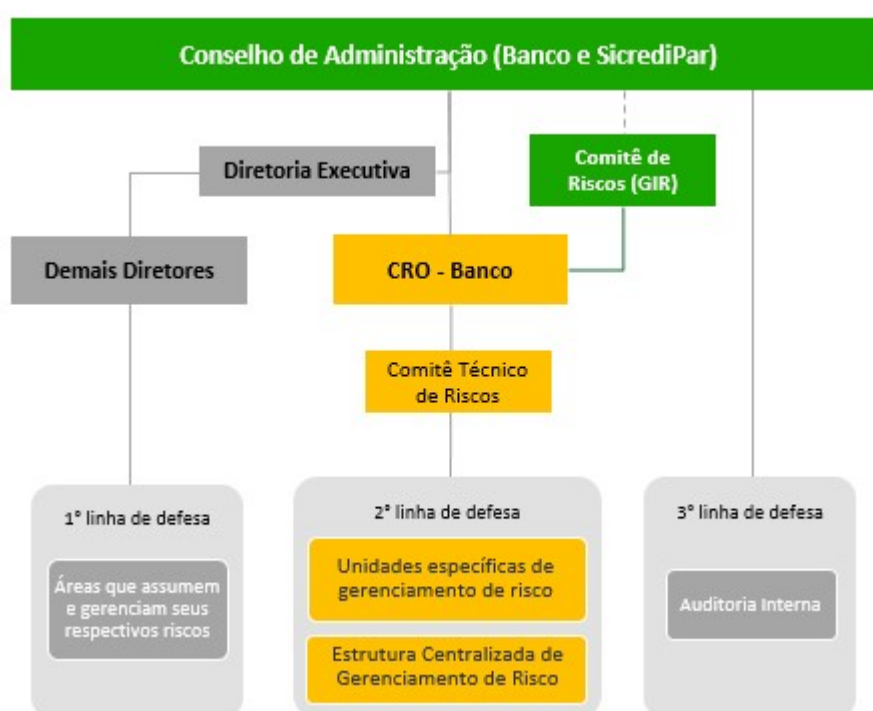 Conselho de Administração (Banco e SicrediPar)
Diretoria Executiva
Comitê de
Riscos (GIR)
Demais Diretores
CRO - Banco
Comitê Técnico
de Riscos
1° linha de defesa
Áreas que assumem
e gerenciam seus
respectivos riscos
2° linha de defesa
Unidades específicas de
gerenciamento de risco
Estrutura Centralizada de
Gerenciamento de Risco
3° linha de defesa
Auditoria Interna